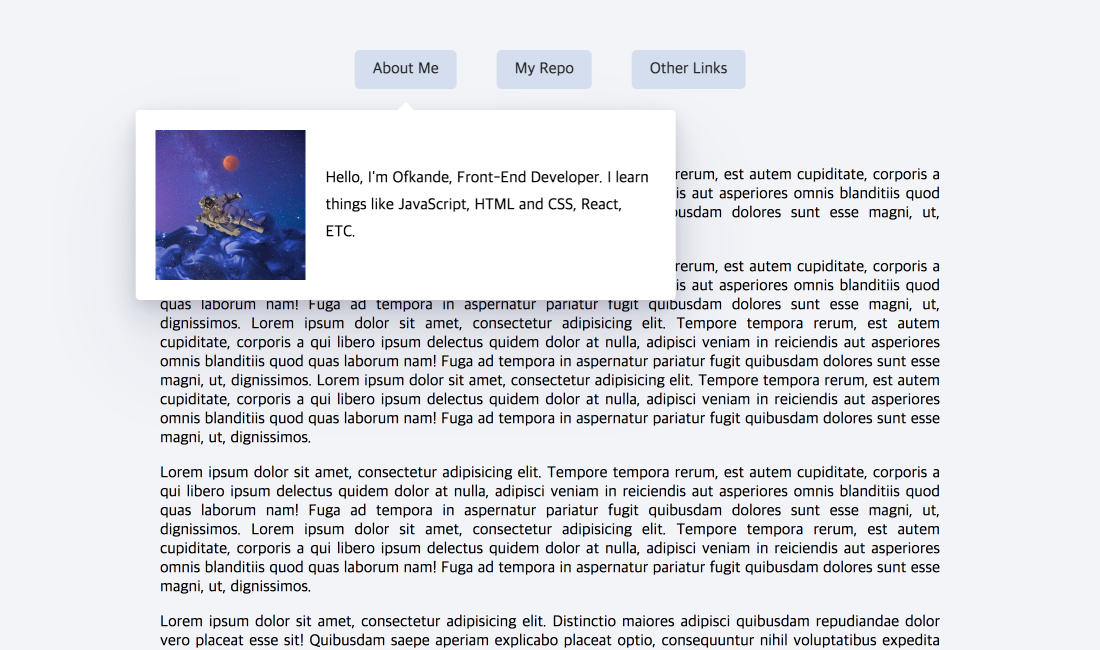 About Me
My Repo
Other Links
Hello, I'm Ofkande, Front-End Developer. I learn
things like JavaScript, HTML and CSS, React,
ETC.
rerum, est autem cupiditate, corporis a
is aut asperiores omnis blanditiis quod
dolores sunt esse magni, ut,
rerum, est autem cupiditate, corporis a
is aut asperiores omnis blanditiis quod
quas laborum nam! Fuga ad tempora in aspernatur pariatur fugit quibusdam dolores sunt esse magni, ut,
dignissimos. Lorem ipsum dolor sit amet, consectetur adipisicing elit. Tempore tempora rerum, est autem
cupiditate, corporis a qui libero ipsum delectus quidem dolor at nulla, adipisci veniam in reiciendis aut asperiores
omnis blanditiis quod quas laborum nam! Fuga ad tempora in aspernatur pariatur fugit quibusdam dolores sunt esse
magni, ut, dignissimos. Lorem ipsum dolor sit amet, consectetur adipisicing elit. Tempore tempora rerum, est autem
cupiditate, corporis a qui libero ipsum delectus quidem dolor at nulla, adipisci veniam in reiciendis aut asperiores
omnis blanditiis quod quas laborum nam! Fuga ad tempora in aspernatur pariatur fugit quibusdam dolores sunt esse
magni, ut, dignissimos.
Lorem ipsum dolor sit amet, consectetur adipisicing elit. Tempore tempora rerum, est autem cupiditate, corporis a
qui libero ipsum delectus quidem dolor at nulla, adipisci veniam in reiciendis aut asperiores omnis blanditiis quod
quas laborum nam! Fuga ad tempora in aspernatur pariatur fugit quibusdam dolores sunt esse magni, ut,
dignissimos. Lorem ipsum dolor sit amet, consectetur adipisicing elit. Tempore tempora rerum, est autem
cupiditate, corporis a qui libero ipsum delectus quidem dolor at nulla, adipisci veniam in reiciendis aut asperiores
omnis blanditiis quod quas laborum nam! Fuga ad tempora in aspernatur pariatur fugit quibusdam dolores sunt esse
magni, ut, dignissimos.
Lorem ipsum dolor sit amet, consectetur adipisicing elit. Distinctio maiores adipisci quibusdam repudiandae dolor
vero placeat esse sit! Quibusdam saepe aperiam explicabo placeat optio, consequuntur nihil voluptatibus expedita